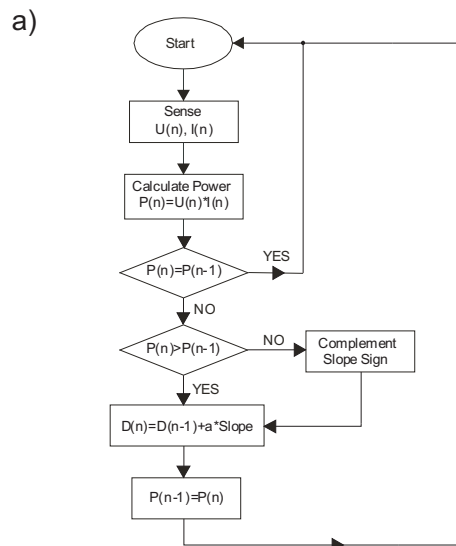 a)
Start
Sense
U(n), I(n)
Calculate Power
P(n)=U(n)*I(n)
P(n)=P(n-1)
YES
NO
P(n)>P(n-1)
NO
Complement
Slope Sign
YES
D(n)=D(n-1)+a*Slope
P(n-1)=P(n)